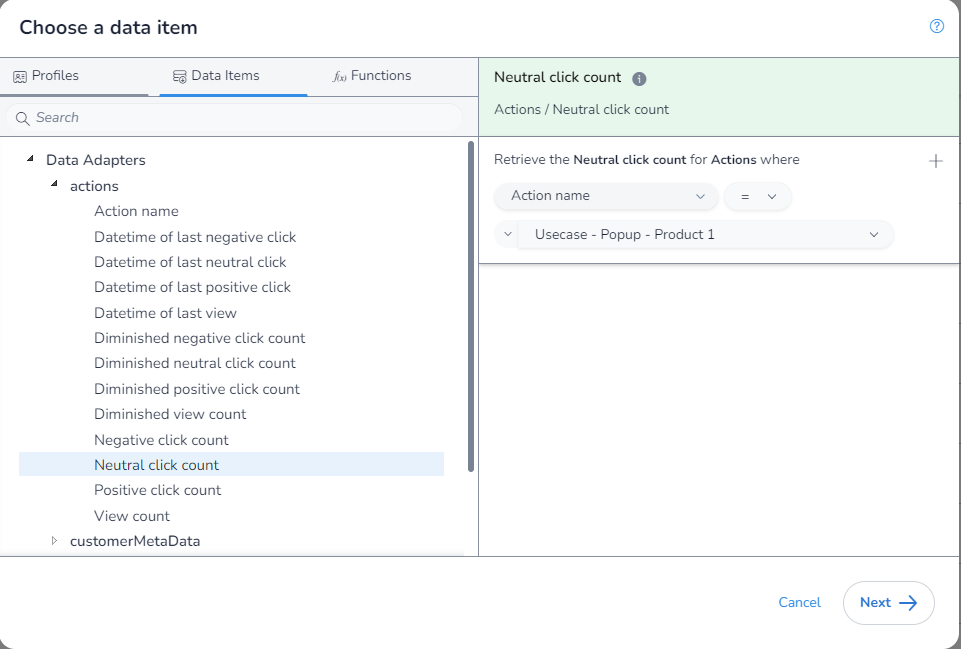 Choose a data item
?
Profiles
Data Items
f(x) Functions
Search
Data Adapters
actions
Action name
Datetime of last negative click
Datetime of last neutral click
Datetime of last positive click
Datetime of last view
Diminished negative click count
Diminished neutral click count
Diminished positive click count
Diminished view count
Negative click count
Neutral click count
Positive click count
View count
customerMetaData
Neutral click count i
Actions / Neutral click count
Retrieve the Neutral click count for Actions where
Action name
=
Usecase - Popup - Product 1
Cancel
Next